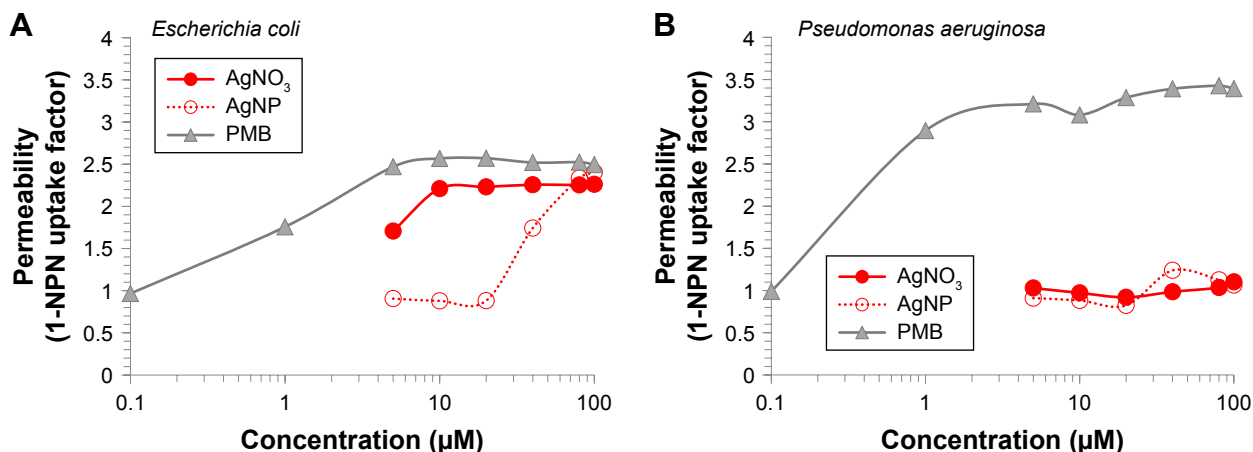 A
Escherichia coli
Permeability
(1-NPN uptake factor)
4
3.5
3
2.5
2
1.5
1
0.5
0
AgNO₃
AgNP
PMB
0.1
1
10
100
Concentration (µM)
B
Pseudomonas aeruginosa
Permeability
(1-NPN uptake factor)
4
3.5
3
2.5
2
1.5
1
0.5
0
AgNO₃
AgNP
PMB
0.1
1
10
100
Concentration (µM)